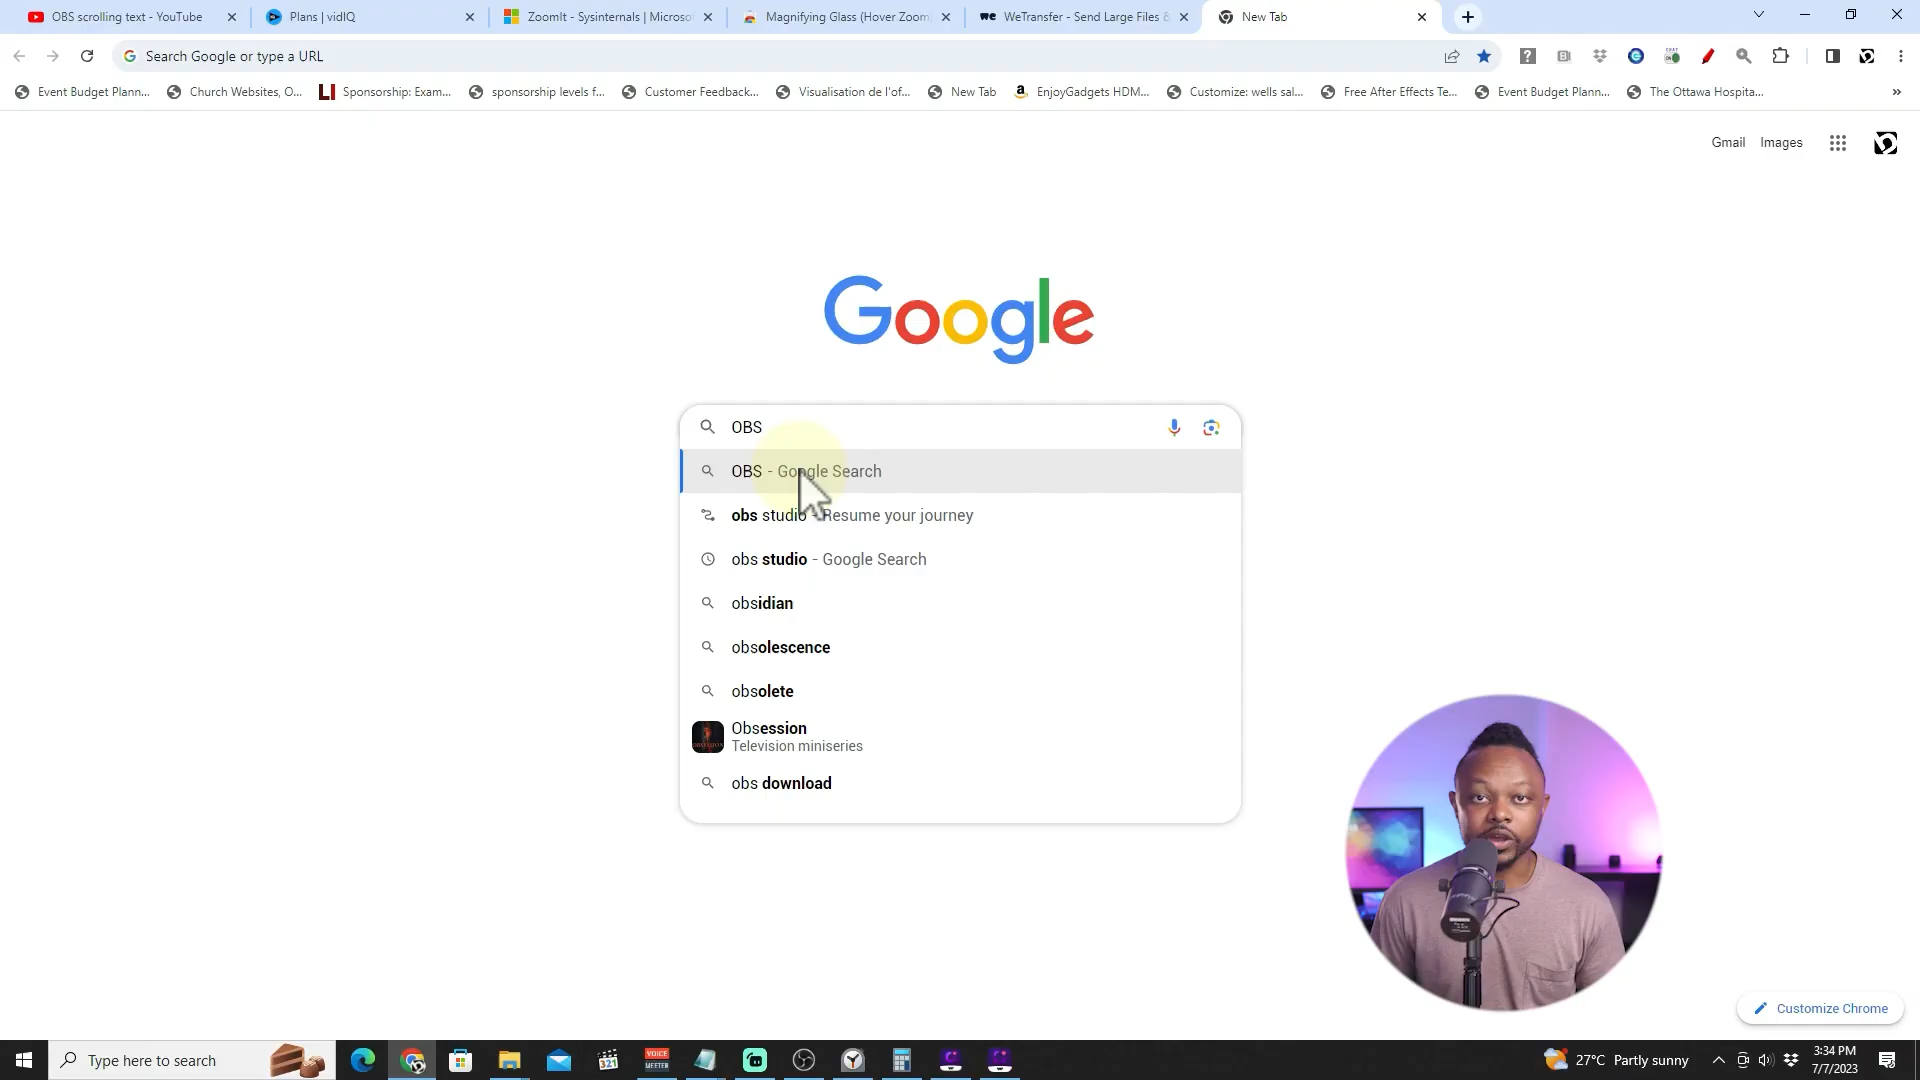 OBS scrolling text - YouTube
Plans | vidIQ
ZoomIt - Sysinternals | Microso
Magnifying Glass (Hover Zoom
WeTransfer - Send Large Files &
New Tab
Search Google or type a URL
Event Budget Plann...
Church Websites, O...
Sponsorship: Exam...
sponsorship levels f...
Customer Feedback...
Visualisation de l'of...
New Tab
EnjoyGadgets HDM...
Customize: wells sal...
Free After Effects Te...
Event Budget Plann...
The Ottawa Hospita...
Gmail Images
Google
OBS
OBS - Google Search
obs studio - Resume your journey
obs studio - Google Search
obsidian
obsolescence
obsolete
Obsession
Television miniseries
obs download
Customize Chrome
Type here to search
321
VOICE
MEETER
27°C Partly sunny
3:34 PM
7/7/2023